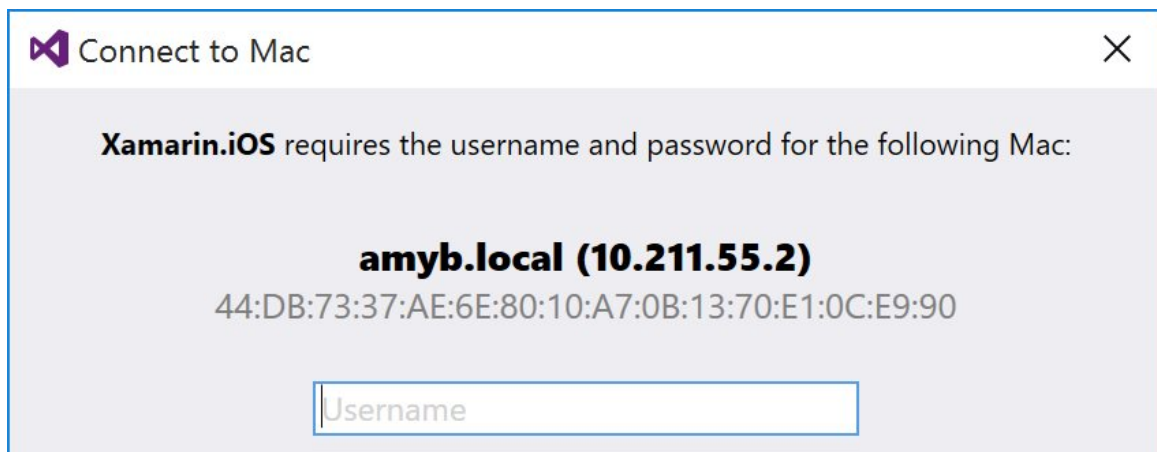 Connect to Mac
Xamarin.iOS requires the username and password for the following Mac:
amyb.local (10.211.55.2)
44:DB:73:37:AE:6E:80:10:A7:0B:13:70:E1:0C:E9:90
Username